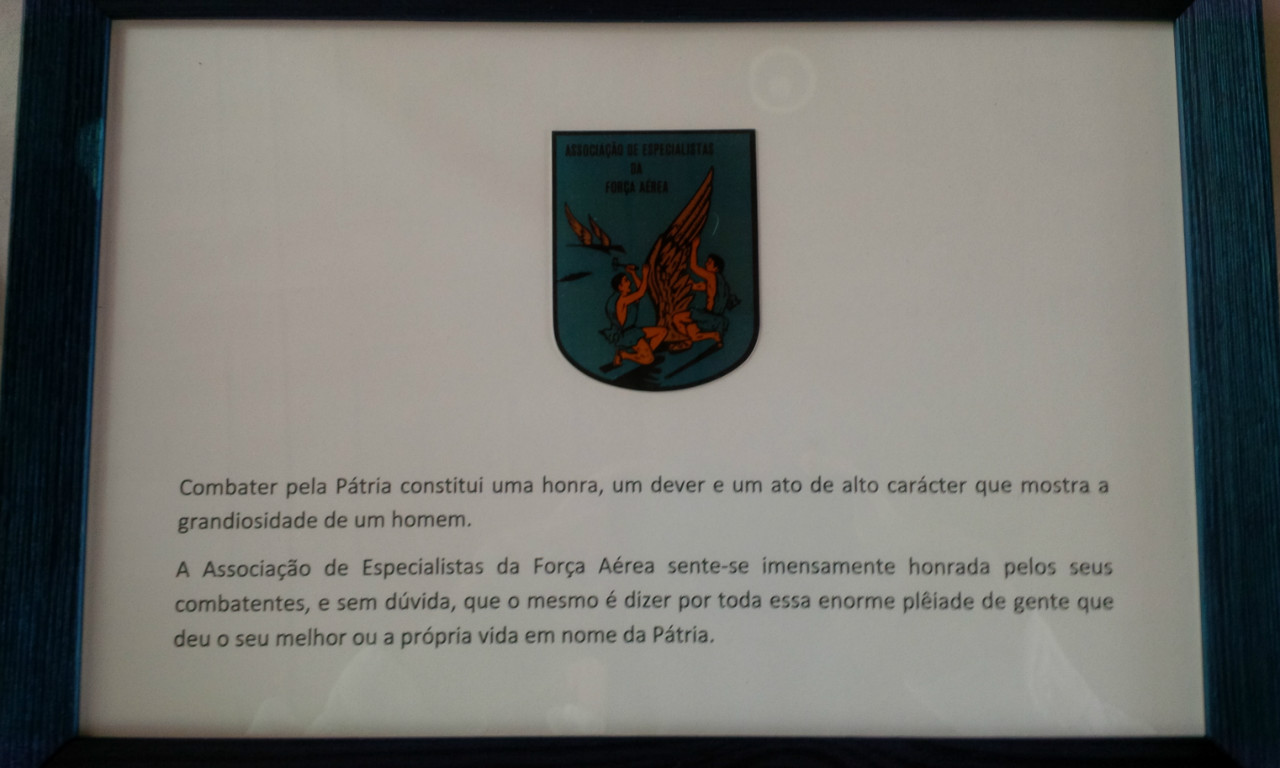 ASSOCIAÇÃO DE ESPECIALISTAS
DA
FORÇA AÉREA
Combater pela Pátria constitui uma honra, um dever e um ato de alto carácter que mostra a
grandiosidade de um homem.
A Associação de Especialistas da Força Aérea sente-se imensamente honrada pelos seus
combatentes, e sem dúvida, que o mesmo é dizer por toda essa enorme plêiade de gente que
deu o seu melhor ou a própria vida em nome da Pátria.